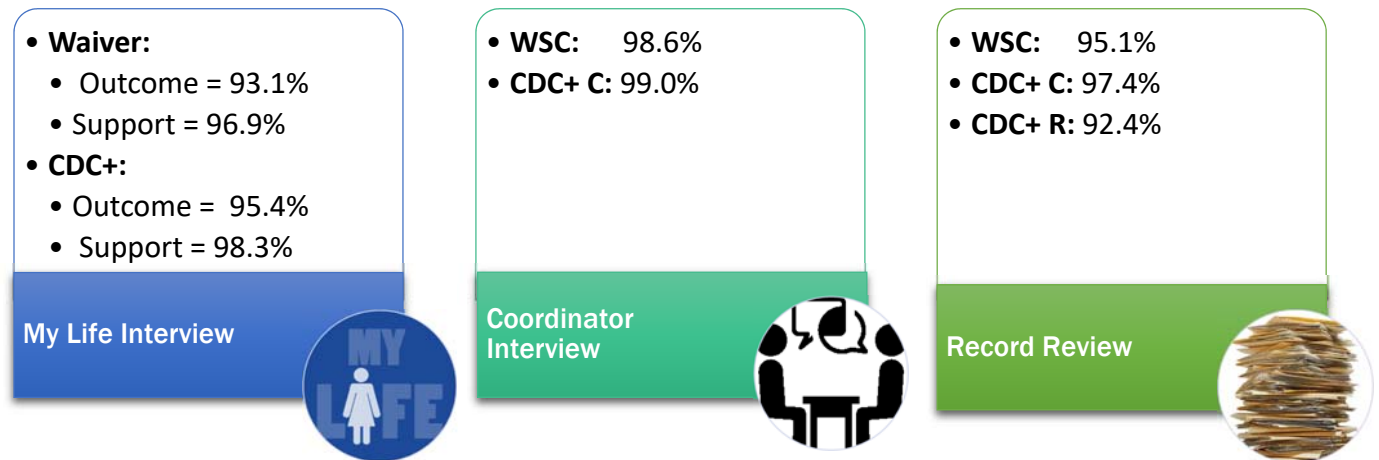 • Waiver:
• Outcome = 93.1%
• Support = 96.9%
• CDC+:
• Outcome = 95.4%
• Support = 98.3%
My Life Interview
MY
LIFE
• WSC: 98.6%
• CDC+ C: 99.0%
Coordinator
Interview
• WSC: 95.1%
• CDC+ C: 97.4%
• CDC+ R: 92.4%
Record Review